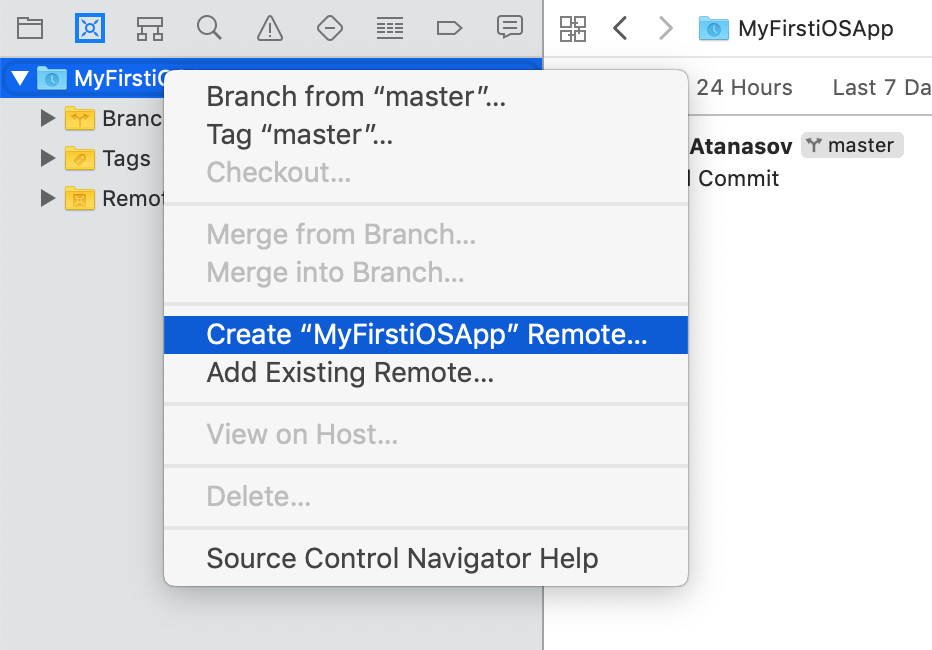 MyFirstiOSApp
24 Hours Last 7 Da
Atanasov master
Commit
MyFirstiO
Branc
Tags
Remot
Branch from “master”…
Tag “master”…
Checkout…
Merge from Branch…
Merge into Branch…
Create “MyFirstiOSApp” Remote…
Add Existing Remote…
View on Host…
Delete…
Source Control Navigator Help